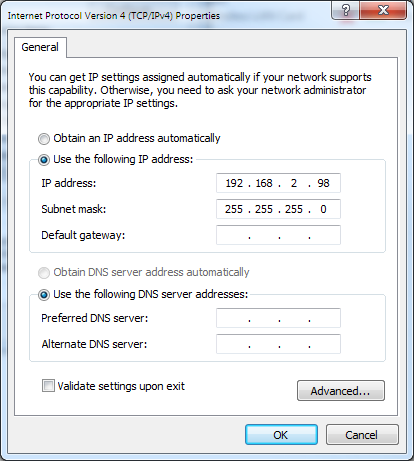 Internet Protocol Version 4 (TCP/IPv4) Properties
General
You can get IP settings assigned automatically if your network supports
this capability. Otherwise, you need to ask your network administrator
for the appropriate IP settings.
Obtain an IP address automatically
Use the following IP address:
IP address: 192 . 168 . 2 . 98
Subnet mask: 255 . 255 . 255 . 0
Default gateway: . . .
Obtain DNS server address automatically
Use the following DNS server addresses:
Preferred DNS server: . . .
Alternate DNS server: . . .
Validate settings upon exit
Advanced...
OK Cancel